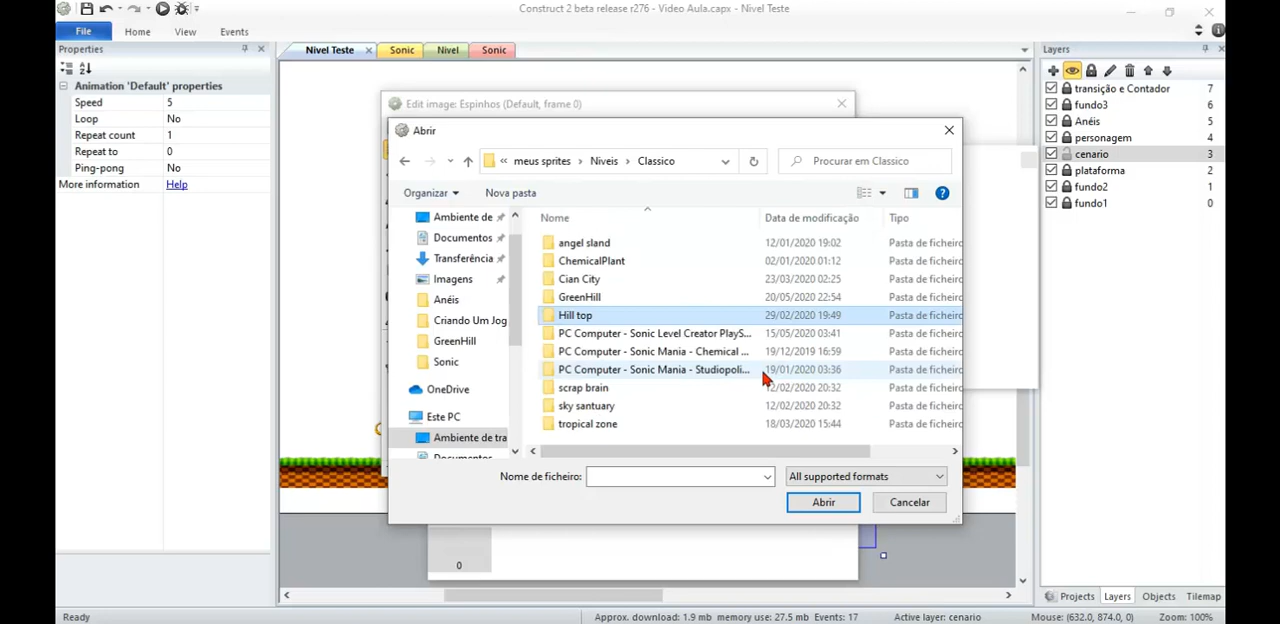 Construct 2 beta release r276 - Video Aula.capx - Nivel Teste
File Home View Events
Properties
Nivel Teste Sonic Nivel Sonic
Layers
Animation 'Default' properties
Speed 5
Loop No
Repeat count 1
Repeat to 0
Ping-pong No
More information Help
Edit image: Espinhos (Default, frame 0)
Abrir
« meus sprites > Niveis > Classico
Procurar em Classico
Organizar Nova pasta
Ambiente de
Documentos
Transferência
Imagens
Anéis
Criando Um Jog
GreenHill
Sonic
OneDrive
Este PC
Ambiente de tra
Documentos
Nome Data de modificação Tipo
angel sland 12/01/2020 19:02 Pasta de ficheiro
ChemicalPlant 02/01/2020 01:12 Pasta de ficheiro
Cian City 23/03/2020 02:25 Pasta de ficheiro
GreenHill 20/05/2020 22:54 Pasta de ficheiro
Hill top 29/02/2020 19:49 Pasta de ficheiro
PC Computer - Sonic Level Creator PlayS... 15/05/2020 03:41 Pasta de ficheiro
PC Computer - Sonic Mania - Chemical ... 19/12/2019 16:59 Pasta de ficheiro
PC Computer - Sonic Mania - Studiopoli... 19/01/2020 03:36 Pasta de ficheiro
scrap brain 12/02/2020 20:32 Pasta de ficheiro
sky santuary 12/02/2020 20:32 Pasta de ficheiro
tropical zone 18/03/2020 15:44 Pasta de ficheiro
Nome de ficheiro: All supported formats
Abrir Cancelar
0
transição e Contador 7
fundo3 6
Anéis 5
personagem 4
cenario 3
plataforma 2
fundo2 1
fundo1 0
Projects Layers Objects Tilemap
Ready
Approx. download: 1.9 mb memory use: 27.5 mb Events: 17 Active layer: cenario Mouse: (632.0, 874.0, 0) Zoom: 100%